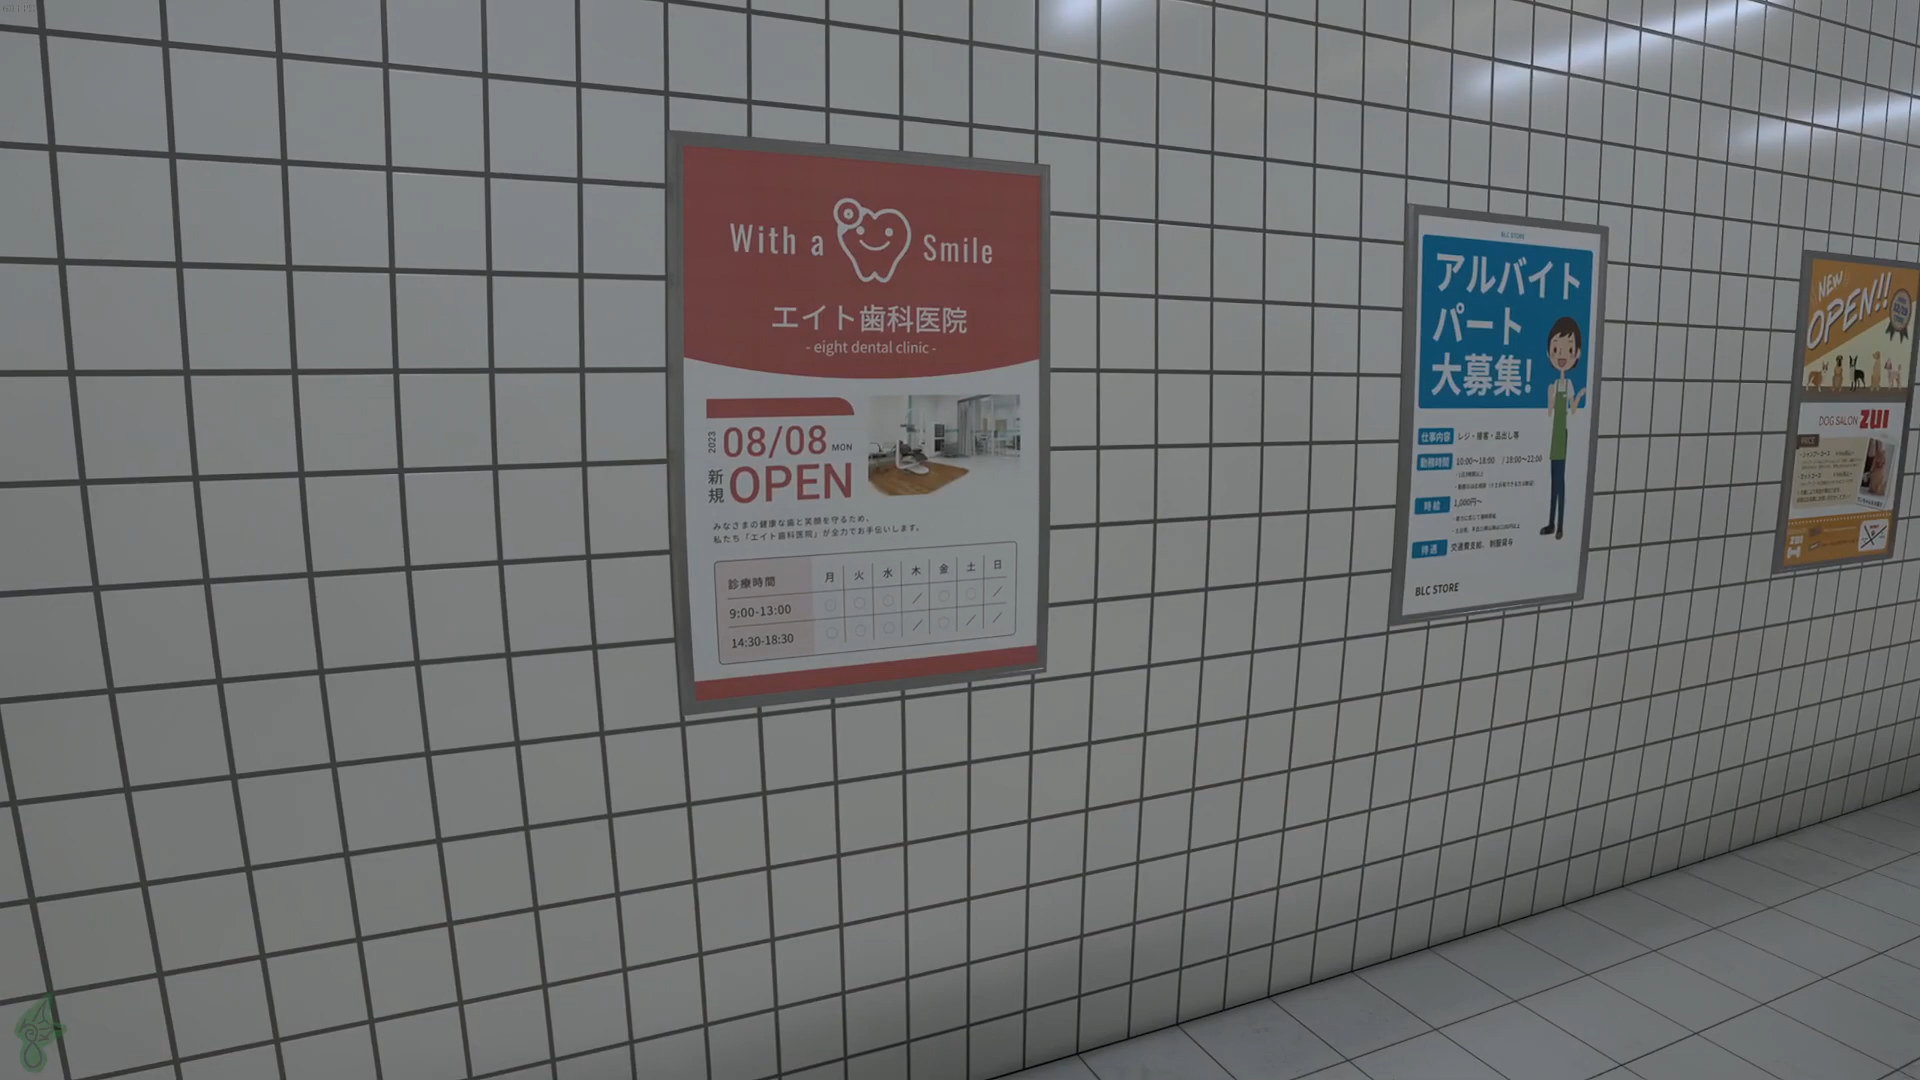 With a Smile
エイト歯科医院
- eight dental clinic -
2023 08/08 MON
新規 OPEN
みなさまの健康な歯と笑顔を守るため、
私たち「エイト歯科医院」が全力でお手伝いします。
診療時間 月 火 水 木 金 土 日
9:00-13:00 ○ ○ ○ / ○ ○ /
14:30-18:30 ○ ○ ○ / ○ / /
BLC STORE
アルバイト
パート
大募集!
仕事内容 レジ・接客・品出し等
勤務時間 10:00〜18:00 / 18:00〜22:00
時給 1,000円〜
待遇 交通費支給、制服貸与
BLC STORE
NEW
OPEN!!
DOG SALON ZUI
PRICE
ZUI